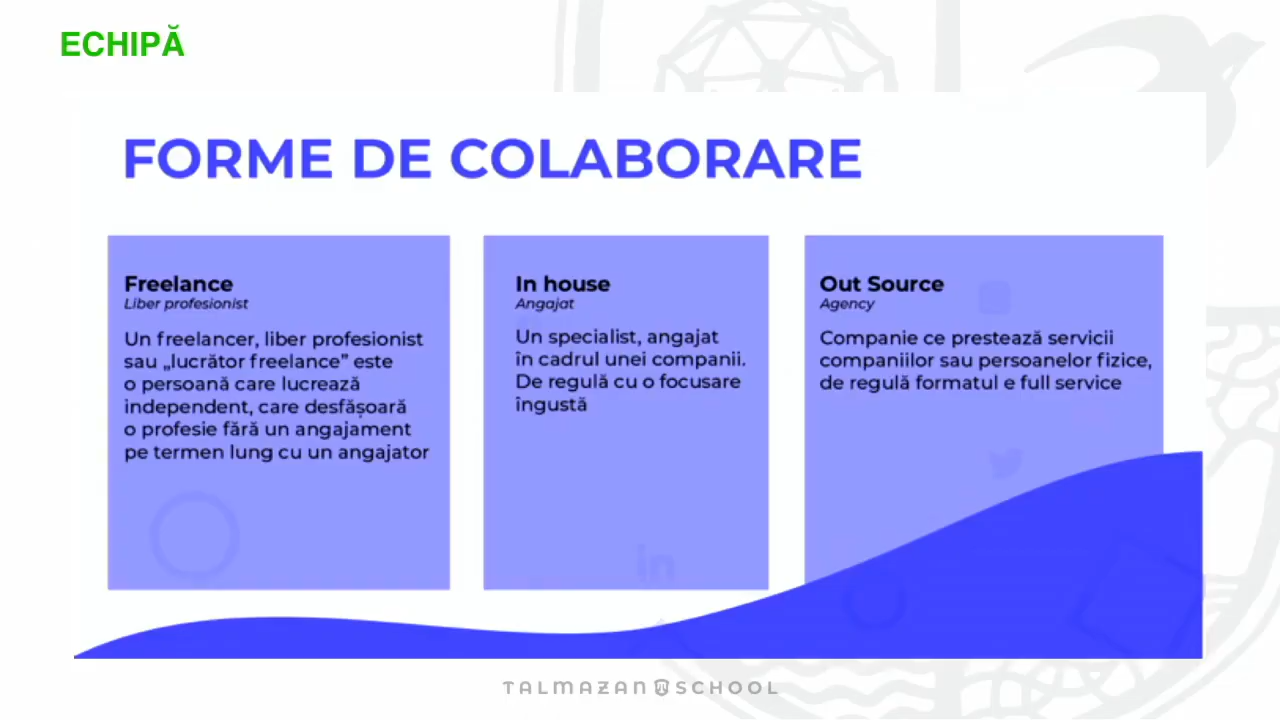 ECHIPĂ
FORME DE COLABORARE
Freelance
Liber profesionist
Un freelancer, liber profesionist
sau „lucrător freelance” este
o persoană care lucrează
independent, care desfășoară
o profesie fără un angajament
pe termen lung cu un angajator
In house
Angajat
Un specialist, angajat
în cadrul unei companii.
De regulă cu o focusare
îngustă
Out Source
Agency
Companie ce prestează servicii
companiilor sau persoanelor fizice,
de regulă formatul e full service
in
TALMAZAN SCHOOL